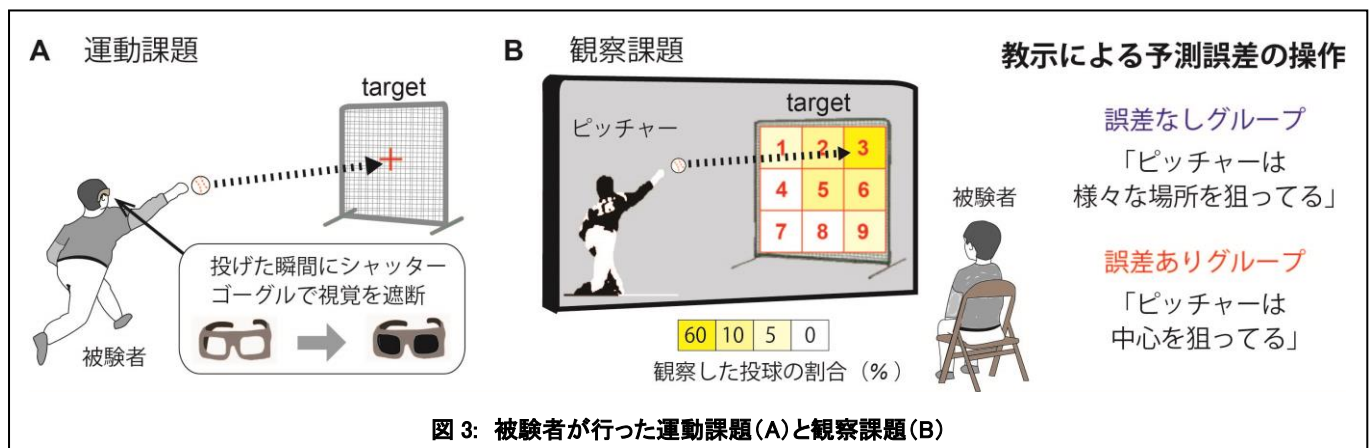 A 運動課題
target
投げた瞬間にシャッター
ゴーグルで視覚を遮断
被験者
B 観察課題
ピッチャー
target
1 2 3
4 5 6
7 8 9
60 10 5 0
観察した投球の割合（%）
被験者
教示による予測誤差の操作
誤差なしグループ
「ピッチャーは
様々な場所を狙ってる」
誤差ありグループ
「ピッチャーは
中心を狙ってる」
図 3: 被験者が行った運動課題(A)と観察課題(B)